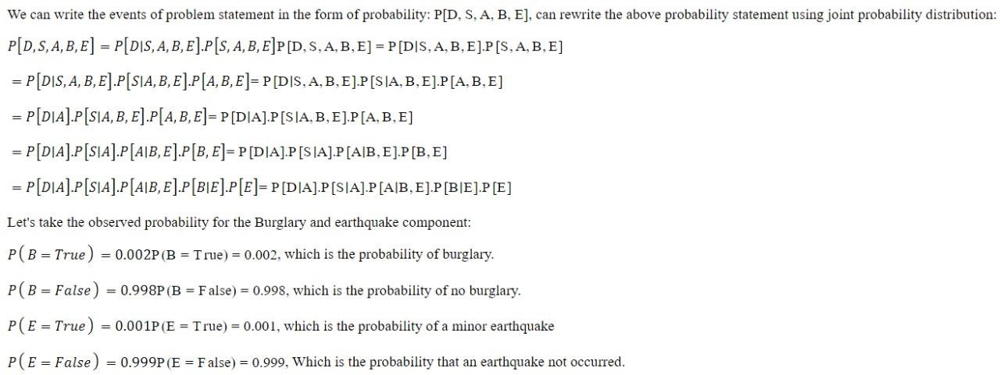 We can write the events of problem statement in the form of probability: P[D, S, A, B, E], can rewrite the above probability statement using joint probability distribution:
P[D,S,A,B,E] = P[D|S,A,B,E].P[S,A,B,E]P[D, S, A, B, E] = P[D|S, A, B, E].P[S, A, B, E]
= P[D|S,A,B,E].P[S|A,B,E].P[A,B,E]= P[D|S, A, B, E].P[S|A, B, E].P[A, B, E]
= P[D|A].P[S|A,B,E].P[A,B,E]= P[D|A].P[S|A, B, E].P[A, B, E]
= P[D|A].P[S|A].P[A|B,E].P[B,E]= P[D|A].P[S|A].P[A|B, E].P[B, E]
= P[D|A].P[S|A].P[A|B,E].P[B|E].P[E]= P[D|A].P[S|A].P[A|B, E].P[B|E].P[E]
Let's take the observed probability for the Burglary and earthquake component:
P( B = True ) = 0.002P(B = True) = 0.002, which is the probability of burglary.
P( B = False ) = 0.998P(B = False) = 0.998, which is the probability of no burglary.
P( E = True ) = 0.001P(E = True) = 0.001, which is the probability of a minor earthquake
P( E = False ) = 0.999P(E = False) = 0.999, Which is the probability that an earthquake not occurred.